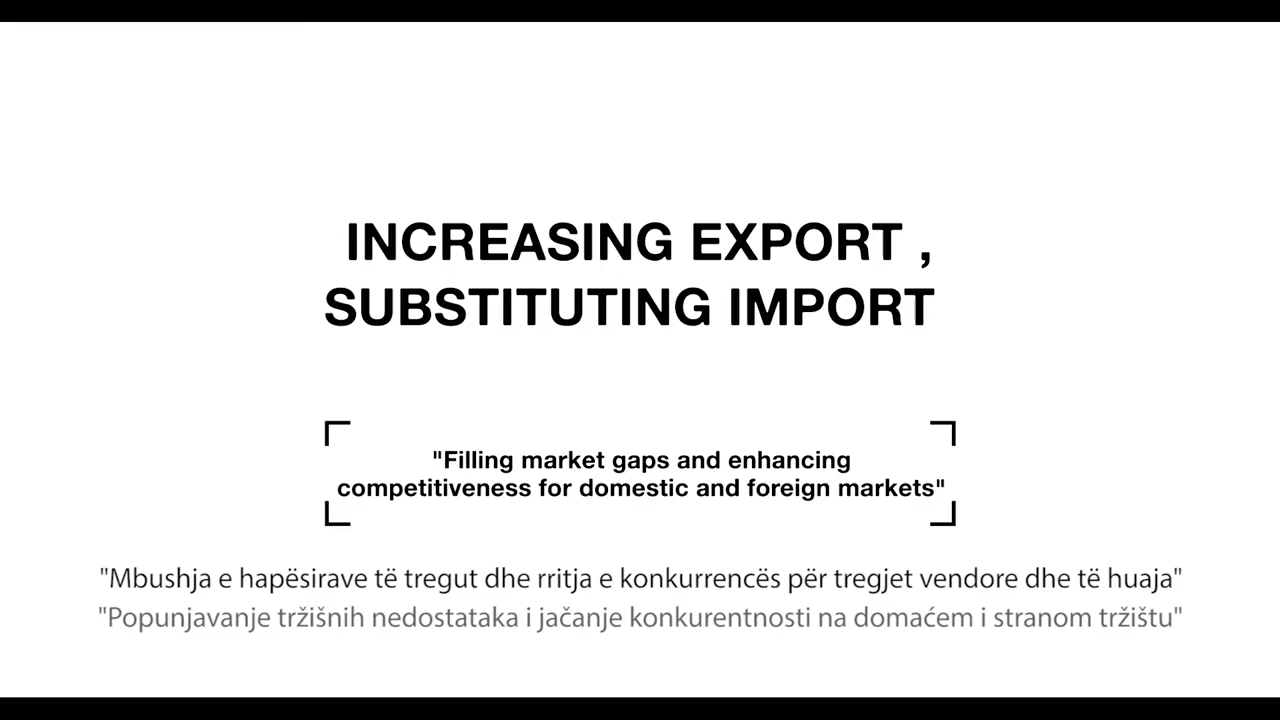 INCREASING EXPORT ,
SUBSTITUTING IMPORT
"Filling market gaps and enhancing
competitiveness for domestic and foreign markets"
"Mbushja e hapësirave të tregut dhe rritja e konkurrencës për tregjet vendore dhe të huaja"
"Popunjavanje tržišnih nedostataka i jačanje konkurentnosti na domaćem i stranom tržištu"